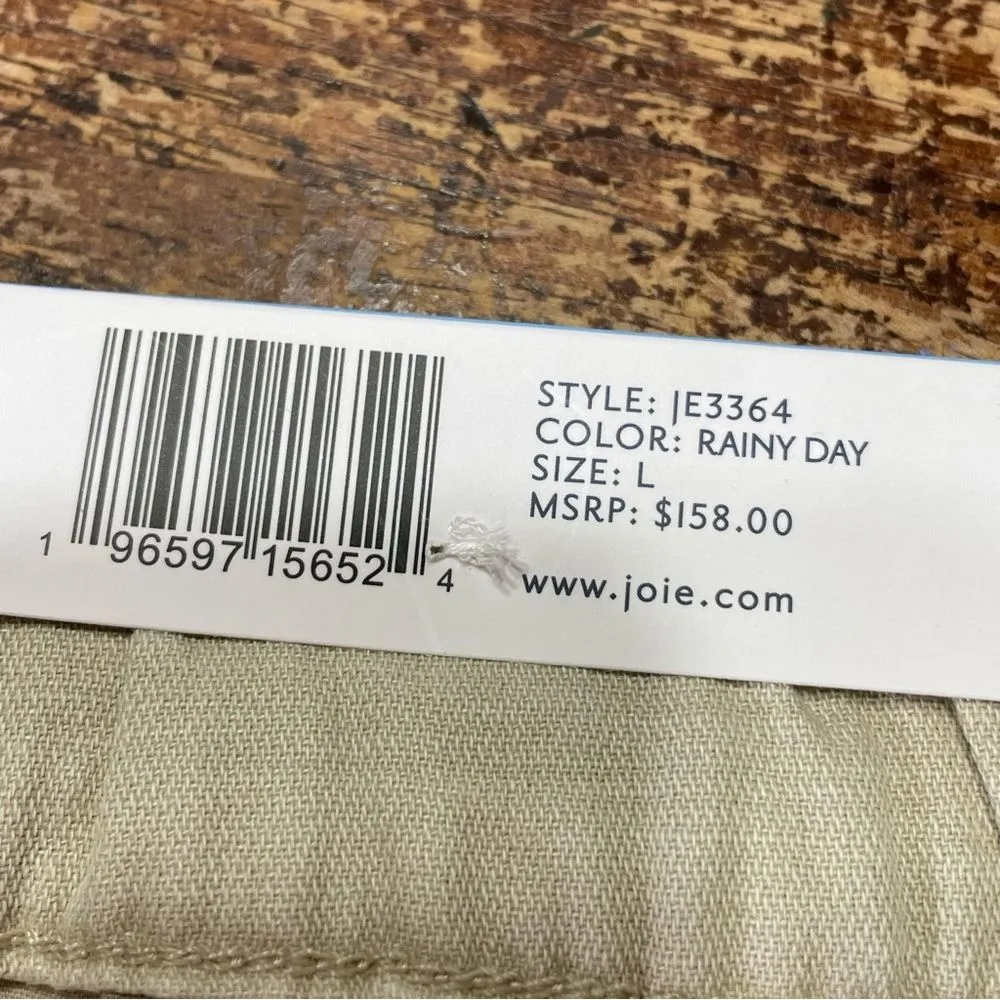 STYLE: JE3364
COLOR: RAINY DAY
SIZE: L
MSRP: $158.00
www.joie.com
1 96597 15652 4